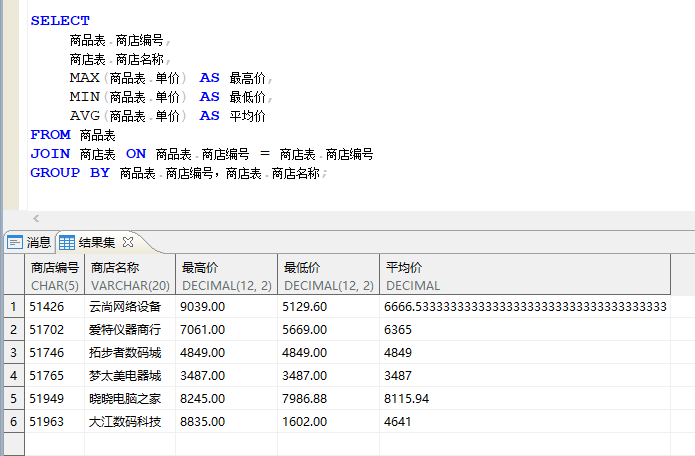 SELECT
商品表.商店编号,
商店表.商店名称,
MAX(商品表.单价) AS 最高价,
MIN(商品表.单价) AS 最低价,
AVG(商品表.单价) AS 平均价
FROM 商品表
JOIN 商店表 ON 商品表.商店编号 = 商店表.商店编号
GROUP BY 商品表.商店编号，商店表.商店名称;
消息 结果集
商店编号 商店名称 最高价 最低价 平均价
CHAR(5) VARCHAR(20) DECIMAL(12, 2) DECIMAL(12, 2) DECIMAL
1 51426 云尚网络设备 9039.00 5129.60 6666.5333333333333333333333333333333333
2 51702 爱特仪器商行 7061.00 5669.00 6365
3 51746 拓步者数码城 4849.00 4849.00 4849
4 51765 梦太美电器城 3487.00 3487.00 3487
5 51949 晓晓电脑之家 8245.00 7986.88 8115.94
6 51963 大江数码科技 8835.00 1602.00 4641